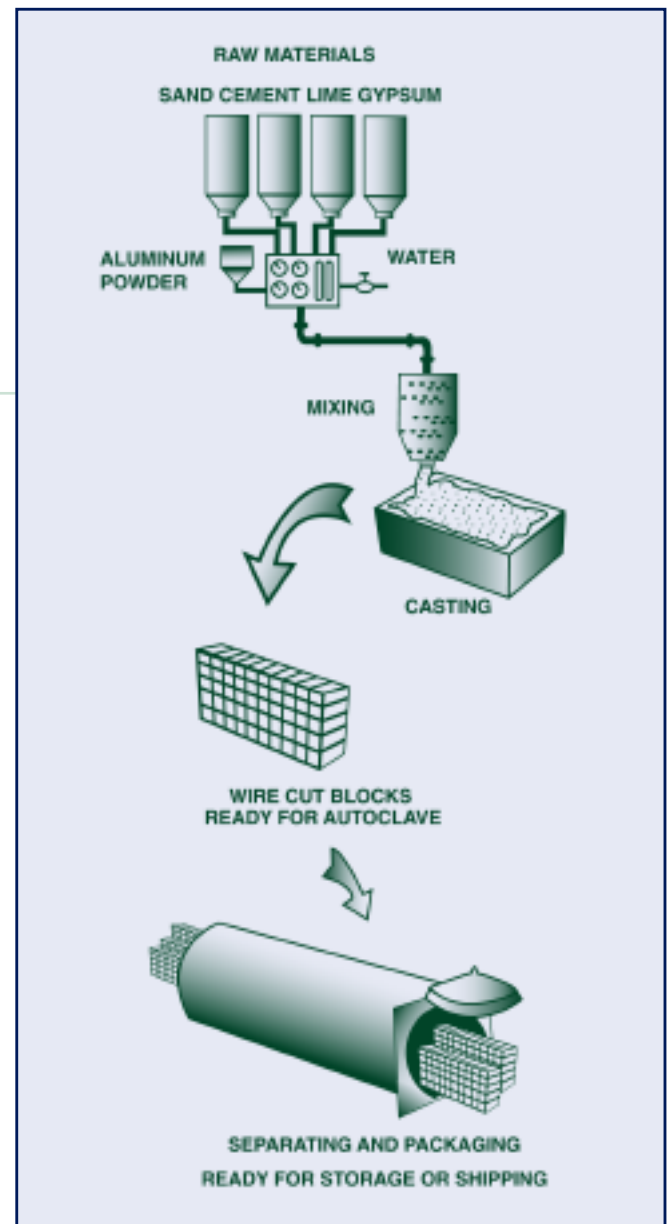 RAW MATERIALS
SAND CEMENT LIME GYPSUM
ALUMINUM
POWDER
WATER
MIXING
CASTING
WIRE CUT BLOCKS
READY FOR AUTOCLAVE
SEPARATING AND PACKAGING
READY FOR STORAGE OR SHIPPING